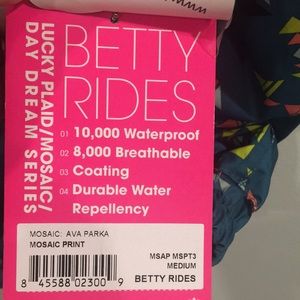 LUCKY PLAID/MOSAIC/
DAY DREAM SERIES
BETTY
RIDES
01 10,000 Waterproof
02 8,000 Breathable
03 Coating
04 Durable Water
Repellency
MOSAIC: AVA PARKA
MOSAIC PRINT
MSAP MSPT3
MEDIUM
8 45588 02300 9
BETTY RIDES